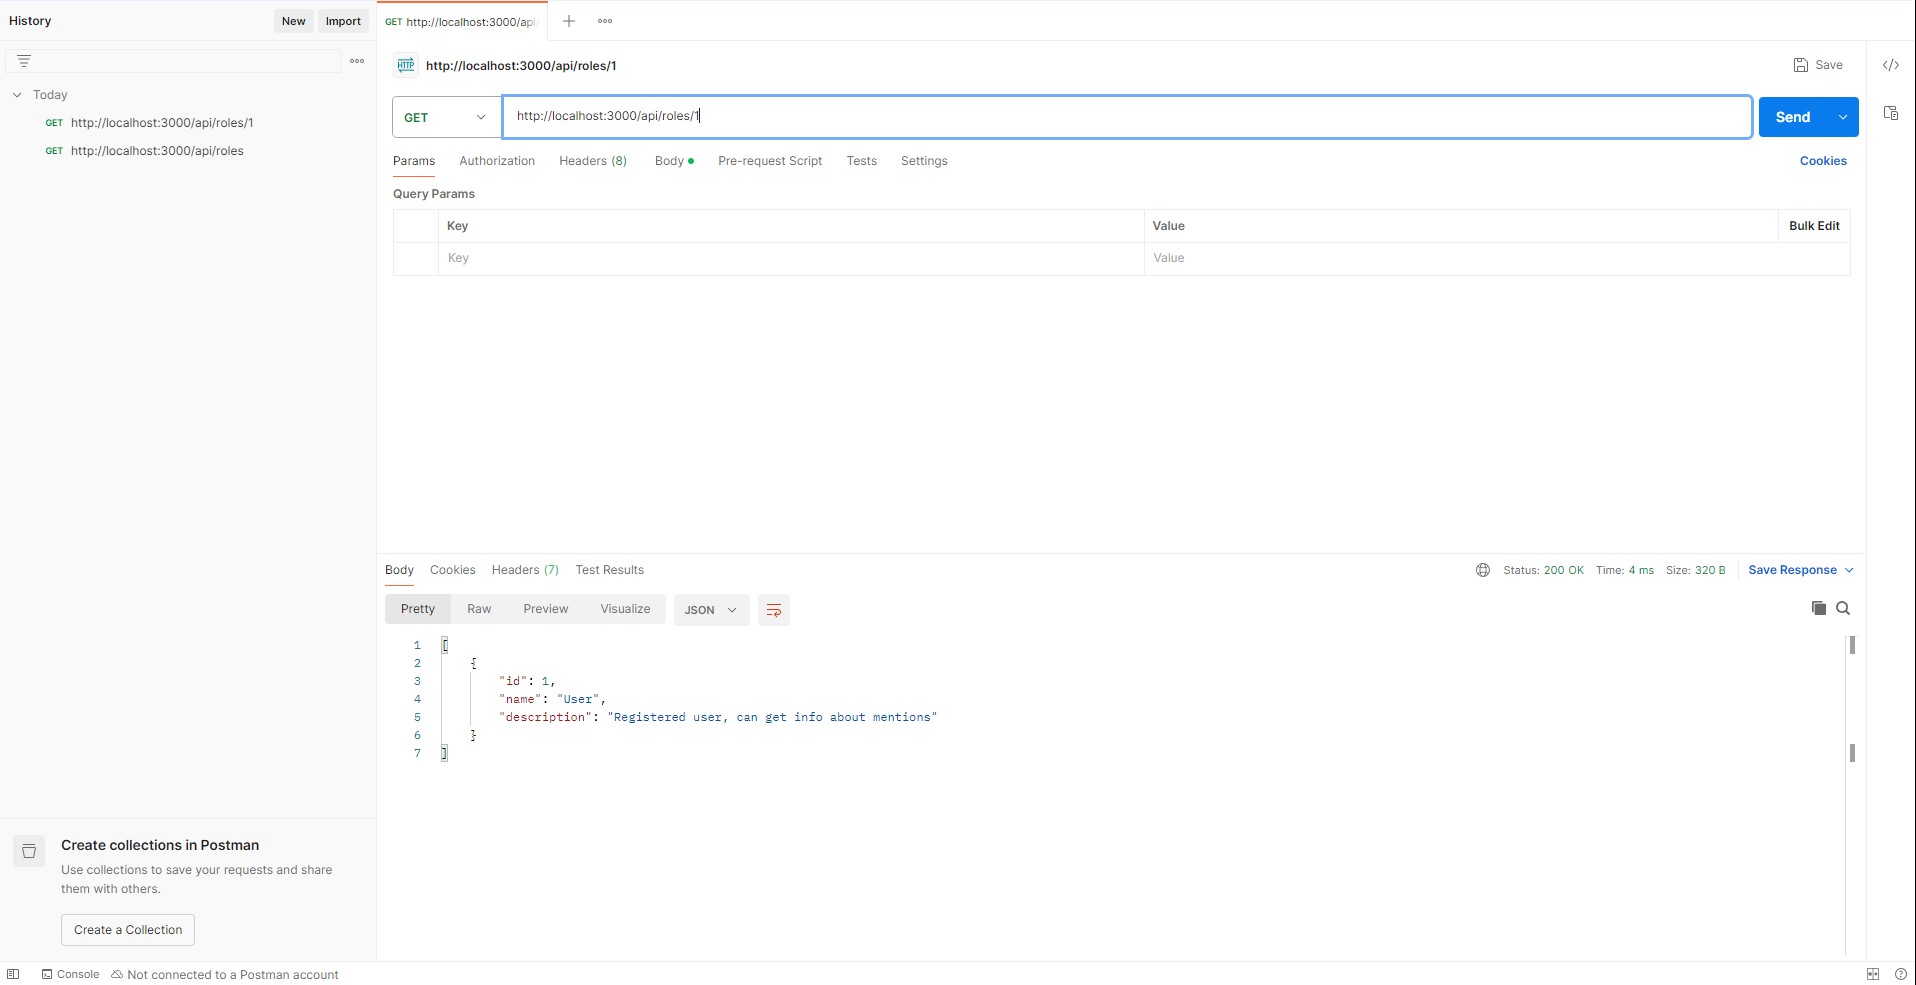 History
New
Import
Today
GET http://localhost:3000/api/roles/1
GET http://localhost:3000/api/roles
Create collections in Postman
Use collections to save your requests and share
them with others.
Create a Collection
GET http://localhost:3000/api
HTTP http://localhost:3000/api/roles/1
Save
GET
http://localhost:3000/api/roles/1
Send
Params Authorization Headers (8) Body Pre-request Script Tests Settings
Cookies
Query Params
Key Value Bulk Edit
Key Value
Body Cookies Headers (7) Test Results
Status: 200 OK Time: 4 ms Size: 320 B
Save Response
Pretty Raw Preview Visualize JSON
1 [
2 {
3 "id": 1,
4 "name": "User",
5 "description": "Registered user, can get info about mentions"
6 }
7 ]
Console Not connected to a Postman account